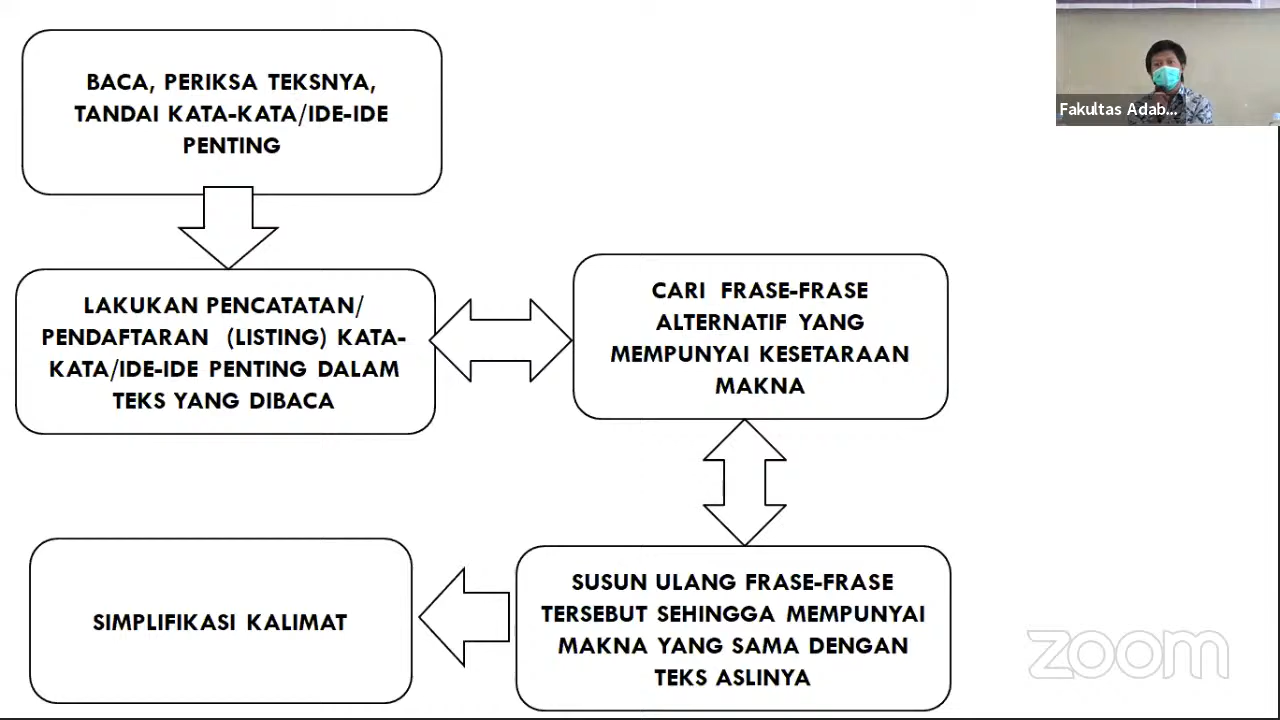 BACA, PERIKSA TEKSNYA,
TANDAI KATA-KATA/IDE-IDE
PENTING
Fakultas Adab...
LAKUKAN PENCATATAN/
PENDAFTARAN (LISTING) KATA-
KATA/IDE-IDE PENTING DALAM
TEKS YANG DIBACA
CARI FRASE-FRASE
ALTERNATIF YANG
MEMPUNYAI KESETARAAN
MAKNA
SUSUN ULANG FRASE-FRASE
TERSEBUT SEHINGGA MEMPUNYAI
MAKNA YANG SAMA DENGAN
TEKS ASLINYA
SIMPLIFIKASI KALIMAT
zoom